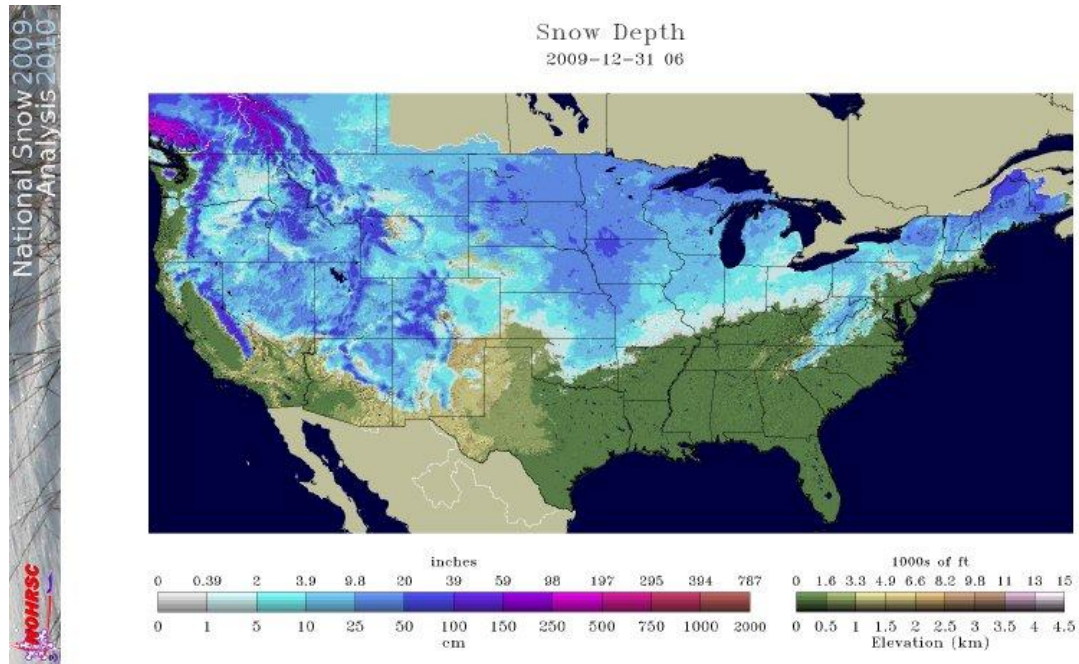 National Snow 2009-
Analysis 2010
NOHRSC
Snow Depth
2009-12-31 06
inches
0 0.39 2 3.9 9.8 20 39 59 98 197 295 394 787
0 1 5 10 25 50 100 150 250 500 750 1000 2000
cm
1000s of ft
0 1.6 3.3 4.9 6.6 8.2 9.8 11 13 15
0 0.5 1 1.5 2 2.5 3 3.5 4 4.5
Elevation (km)